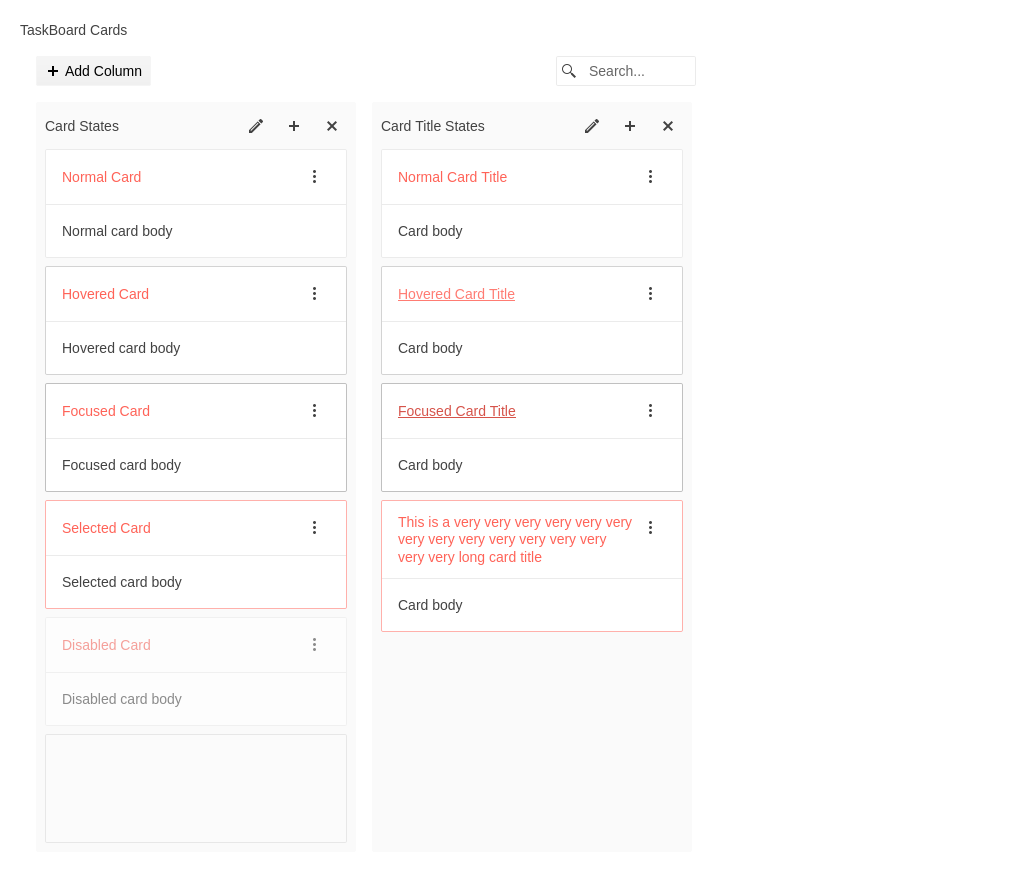 TaskBoard Cards
Add Column
Search...
Card States
Normal Card
Normal card body
Hovered Card
Hovered card body
Focused Card
Focused card body
Selected Card
Selected card body
Disabled Card
Disabled card body
Card Title States
Normal Card Title
Card body
Hovered Card Title
Card body
Focused Card Title
Card body
This is a very very very very very very
very very very very very very very
very very long card title
Card body